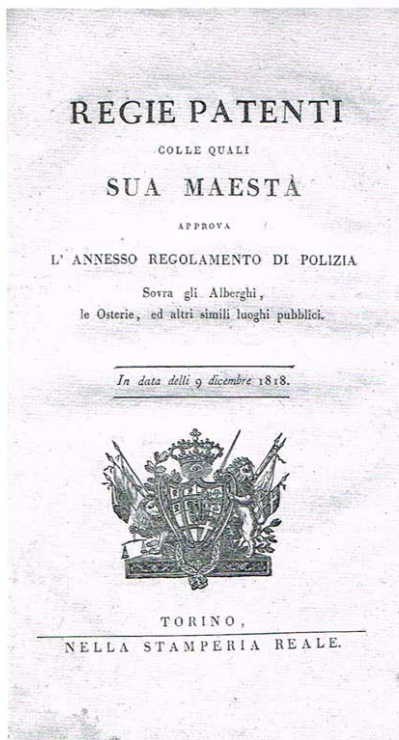 REGIE PATENTI
COLLE QUALI
SUA MAESTÀ
APPROVA
L' ANNESSO REGOLAMENTO DI POLIZIA
Sovra gli Alberghi,
le Osterie, ed altri simili luoghi pubblici.
In data delli 9 dicembre 1818.
TORINO,
NELLA STAMPERIA REALE.